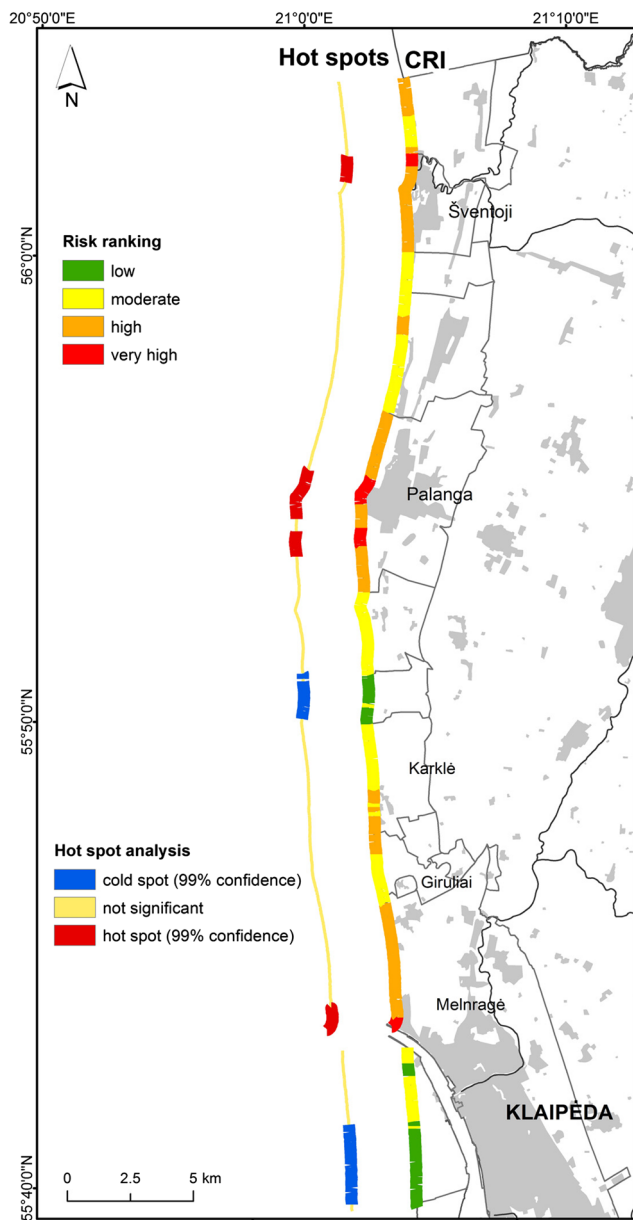 20°50'0"E
21°0'0"E
21°10'0"E
Hot spots
CRI
N
Šventoji
56°0'0"N
Risk ranking
low
moderate
high
very high
Palanga
55°50'0"N
Karklė
Hot spot analysis
cold spot (99% confidence)
not significant
hot spot (99% confidence)
Giruliai
Melnragė
KLAIPĖDA
0 2.5 5 km
55°40'0"N